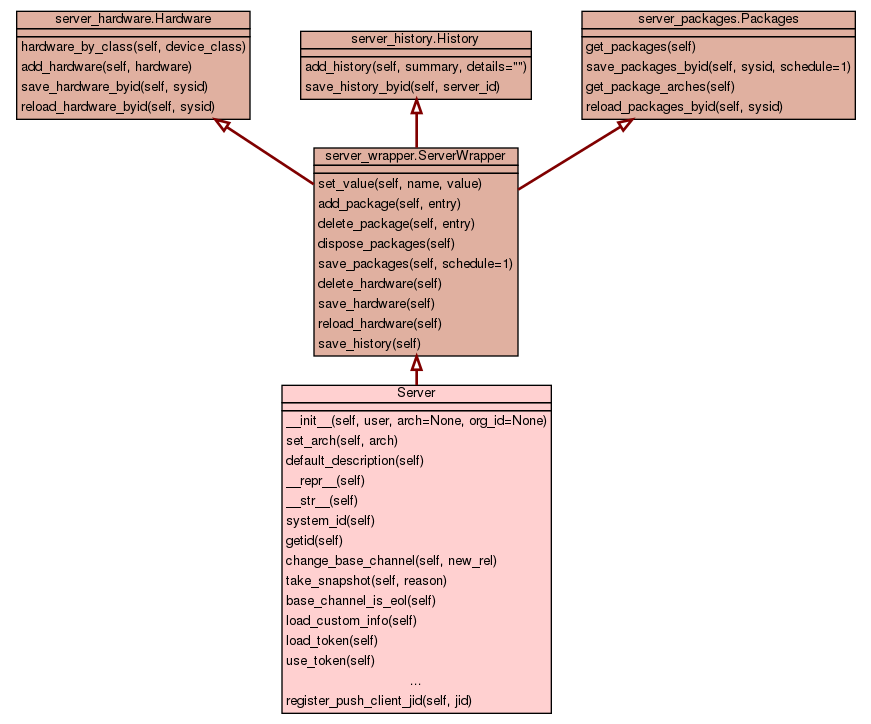 server_hardware.Hardware
hardware_by_class(self, device_class)
add_hardware(self, hardware)
save_hardware_byid(self, sysid)
reload_hardware_byid(self, sysid)
server_history.History
add_history(self, summary, details="")
save_history_byid(self, server_id)
server_packages.Packages
get_packages(self)
save_packages_byid(self, sysid, schedule=1)
get_package_arches(self)
reload_packages_byid(self, sysid)
server_wrapper.ServerWrapper
set_value(self, name, value)
add_package(self, entry)
delete_package(self, entry)
dispose_packages(self)
save_packages(self, schedule=1)
delete_hardware(self)
save_hardware(self)
reload_hardware(self)
save_history(self)
Server
__init__(self, user, arch=None, org_id=None)
set_arch(self, arch)
default_description(self)
__repr__(self)
__str__(self)
system_id(self)
getid(self)
change_base_channel(self, new_rel)
take_snapshot(self, reason)
base_channel_is_eol(self)
load_custom_info(self)
load_token(self)
use_token(self)
...
register_push_client_jid(self, jid)